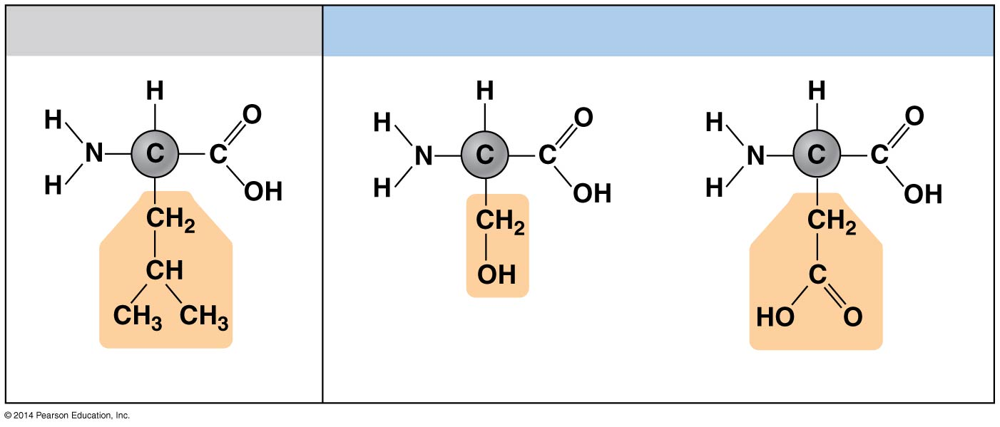 H H H
H O H O H O
N C C N C C N C C
H OH H OH H OH
CH₂ CH₂ CH₂
CH OH C
CH₃ CH₃ HO O
© 2014 Pearson Education, Inc.